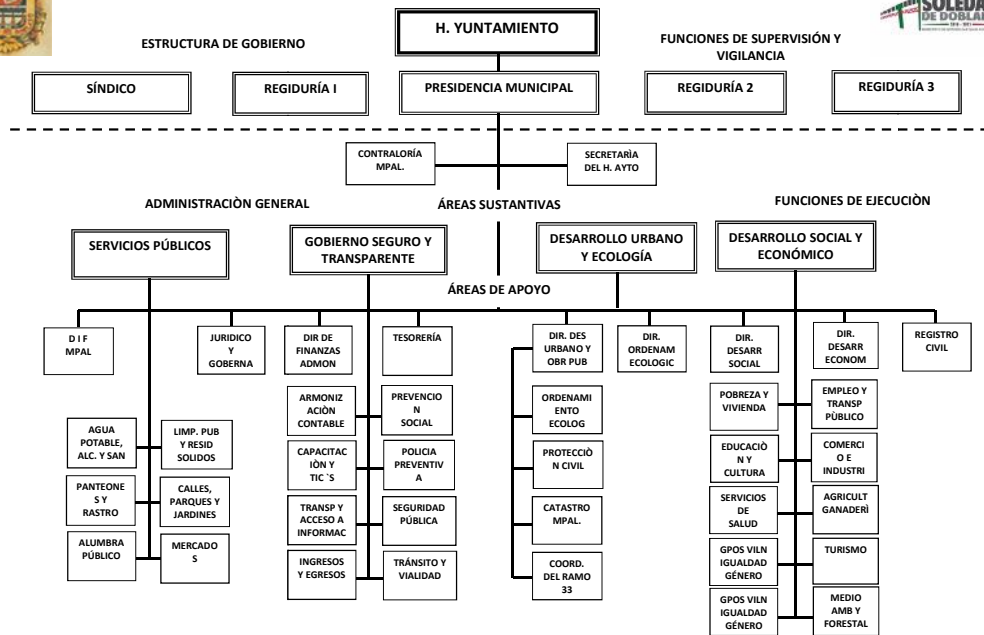 SOLEDAD
DE DOBLADO
H. YUNTAMIENTO
ESTRUCTURA DE GOBIERNO
FUNCIONES DE SUPERVISIÓN Y
VIGILANCIA
SÍNDICO
REGIDURÍA I
PRESIDENCIA MUNICIPAL
REGIDURÍA 2
REGIDURÍA 3
CONTRALORÍA
MPAL.
SECRETARÌA
DEL H. AYTO
ADMINISTRACIÒN GENERAL
ÁREAS SUSTANTIVAS
FUNCIONES DE EJECUCIÒN
SERVICIOS PÚBLICOS
GOBIERNO SEGURO Y
TRANSPARENTE
DESARROLLO URBANO
Y ECOLOGÍA
DESARROLLO SOCIAL Y
ECONÓMICO
ÁREAS DE APOYO
D I F
MPAL
JURIDICO
Y
GOBERNA
DIR DE
FINANZAS
ADMON
TESORERÍA
DIR. DES
URBANO Y
OBR PUB
DIR.
ORDENAM
ECOLOGIC
DIR.
DESARR
SOCIAL
DIR.
DESARR
ECONOM
REGISTRO
CIVIL
AGUA
POTABLE,
ALC. Y SAN
LIMP. PUB
Y RESID
SOLIDOS
PANTEONE
S Y
RASTRO
CALLES,
PARQUES Y
JARDINES
ALUMBRA
PÚBLICO
MERCADO
S
ARMONIZ
ACIÒN
CONTABLE
PREVENCIO
N
SOCIAL
CAPACITAC
IÒN Y
TIC `S
POLICIA
PREVENTIV
A
TRANSP Y
ACCESO A
INFORMAC
SEGURIDAD
PÚBLICA
INGRESOS
Y EGRESOS
TRÁNSITO Y
VIALIDAD
ORDENAMI
ENTO
ECOLOG
PROTECCIÒ
N CIVIL
CATASTRO
MPAL.
COORD.
DEL RAMO
33
POBREZA Y
VIVIENDA
EMPLEO Y
TRANSP
PÙBLICO
EDUCACIÒ
N Y
CULTURA
COMERCI
O E
INDUSTRI
SERVICIOS
DE
SALUD
AGRICULT
GANADERÌ
GPOS VILN
IGUALDAD
GÉNERO
TURISMO
GPOS VILN
IGUALDAD
GÉNERO
MEDIO
AMB Y
FORESTAL